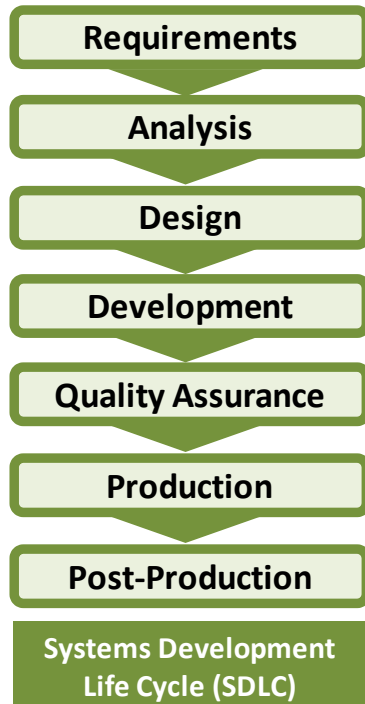 Requirements
Analysis
Design
Development
Quality Assurance
Production
Post-Production
Systems Development
Life Cycle (SDLC)